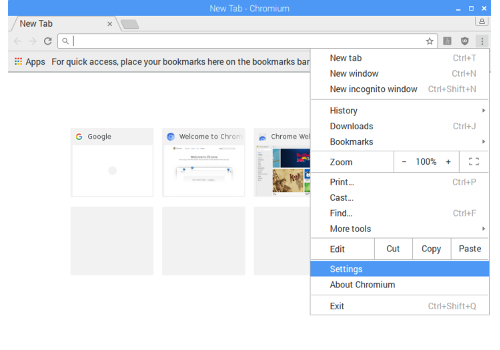 New Tab - Chromium
New Tab ×
Apps For quick access, place your bookmarks here on the bookmarks bar
New tab Ctrl+T
New window Ctrl+N
New incognito window Ctrl+Shift+N
History
Downloads Ctrl+J
Bookmarks
Zoom − 100% +
Print... Ctrl+P
Cast...
Find... Ctrl+F
More tools
Edit Cut Copy Paste
Settings
About Chromium
Exit Ctrl+Shift+Q
Google
Welcome to Chrom
Chrome Wel